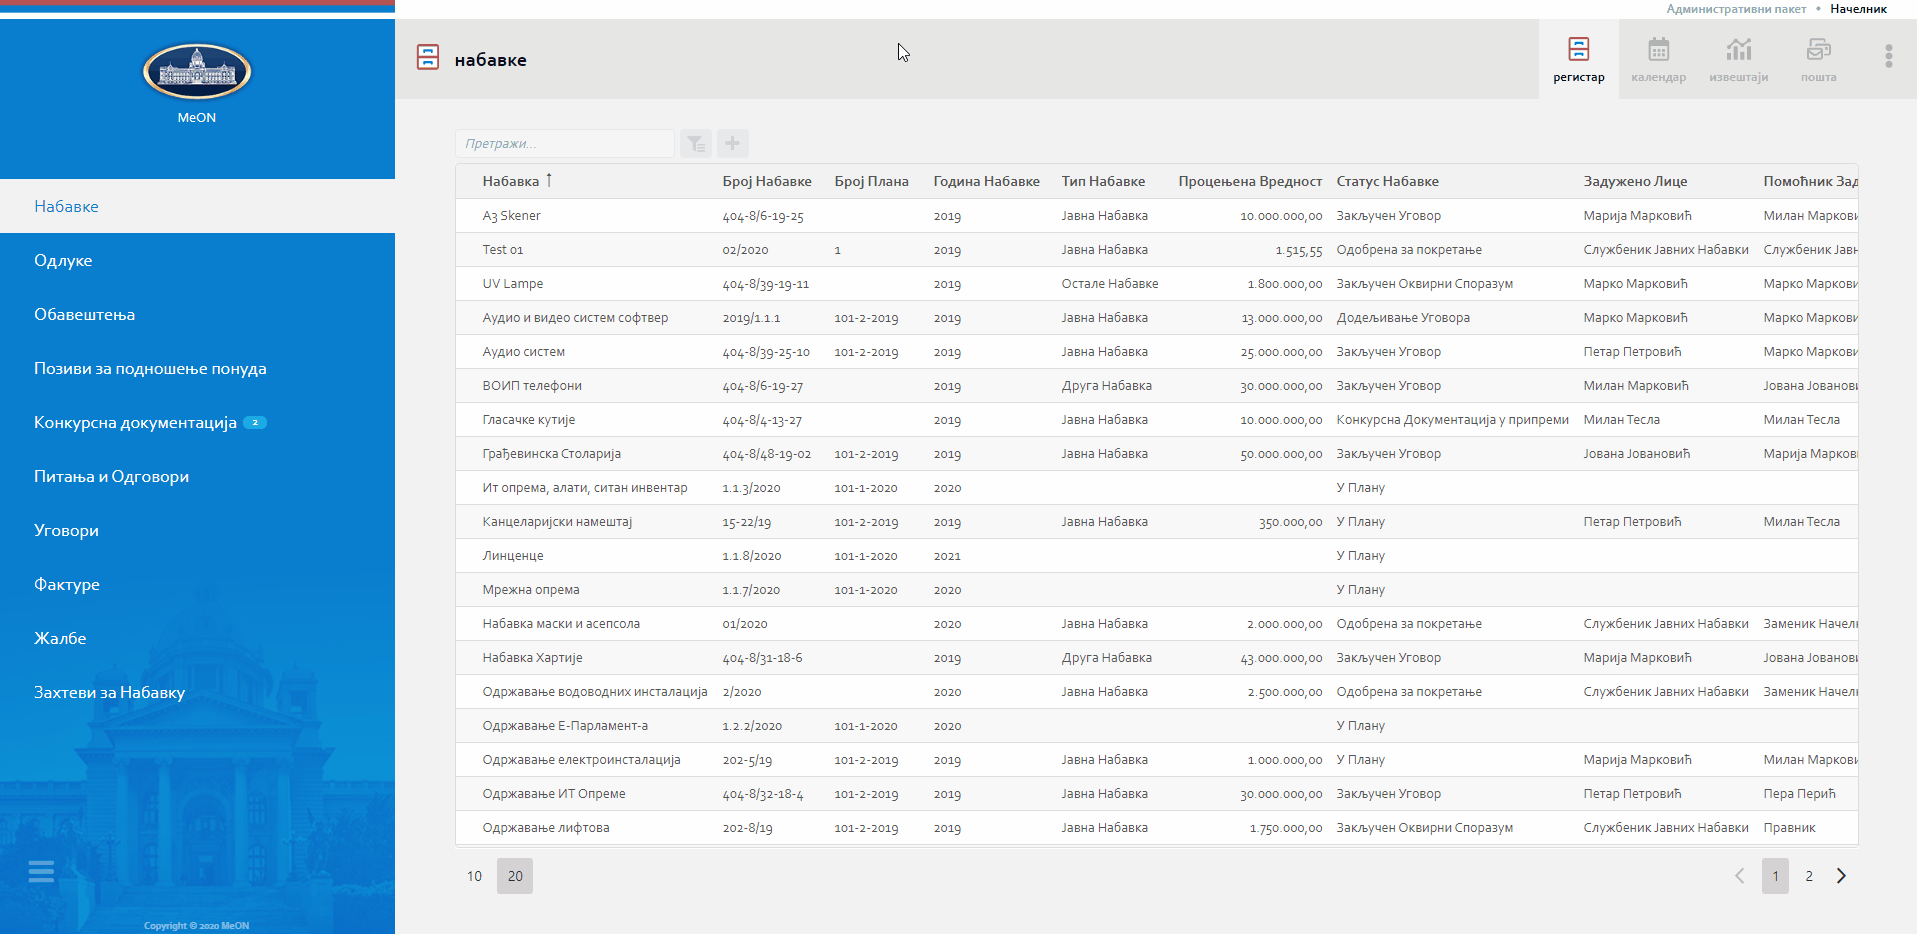 Административни пакет • Начелник
MeON
набавке
регистар
календар
извештаји
пошта
Набавке
Одлуке
Обавештења
Позиви за подношење понуда
Конкурсна документација 2
Питања и Одговори
Уговори
Фактуре
Жалбе
Захтеви за Набавку
Copyright © 2020 MeON
Претражи...
Набавка ↑ Број Набавке Број Плана Година Набавке Тип Набавке Процењена Вредност Статус Набавке Задужено Лице Помоћник Зад
A3 Skener 404-8/6-19-25 2019 Јавна Набавка 10.000.000,00 Закључен Уговор Марија Марковић Милан Маркови
Test 01 02/2020 1 2019 Јавна Набавка 1.515,55 Одобрена за покретање Службеник Јавних Набавки Службеник Јавн
UV Lampe 404-8/39-19-11 2019 Остале Набавке 1.800.000,00 Закључен Оквирни Споразум Марко Марковић Марко Маркови
Аудио и видео систем софтвер 2019/1.1.1 101-2-2019 2019 Јавна Набавка 13.000.000,00 Додељивање Уговора Марко Марковић Марко Маркови
Аудио систем 404-8/39-25-10 101-2-2019 2019 Јавна Набавка 25.000.000,00 Закључен Уговор Петар Петровић Марко Маркови
ВОИП телефони 404-8/6-19-27 2019 Друга Набавка 30.000.000,00 Закључен Уговор Милан Марковић Јована Јованови
Гласачке кутије 404-8/4-13-27 2019 Јавна Набавка 10.000.000,00 Конкурсна Документација у припреми Милан Тесла Милан Тесла
Грађевинска Столарија 404-8/48-19-02 101-2-2019 2019 Јавна Набавка 50.000.000,00 Закључен Уговор Јована Јовановић Марија Маркови
Ит опрема, алати, ситан инвентар 1.1.3/2020 101-1-2020 2020 У Плану
Канцеларијски намештај 15-22/19 101-2-2019 2019 Јавна Набавка 350.000,00 У Плану Петар Петровић Милан Тесла
Линценце 1.1.8/2020 101-1-2020 2021 У Плану
Мрежна опрема 1.1.7/2020 101-1-2020 2020 У Плану
Набавка маски и асепсола 01/2020 2020 Јавна Набавка 2.000.000,00 Одобрена за покретање Службеник Јавних Набавки Заменик Начелн
Набавка Хартије 404-8/31-18-6 2019 Друга Набавка 43.000.000,00 Закључен Уговор Марија Марковић Јована Јованови
Одржавање водоводних инсталација 2/2020 2020 Јавна Набавка 2.500.000,00 Одобрена за покретање Службеник Јавних Набавки Заменик Начелн
Одржавање Е-Парламент-а 1.2.2/2020 101-1-2020 2020 У Плану
Одржавање електроинсталација 202-5/19 101-2-2019 2019 Јавна Набавка 1.000.000,00 У Плану Марија Марковић Милан Маркови
Одржавање ИТ Опреме 404-8/32-18-4 101-2-2019 2019 Јавна Набавка 30.000.000,00 Закључен Уговор Петар Петровић Пера Перић
Одржавање лифтова 202-8/19 101-2-2019 2019 Јавна Набавка 1.750.000,00 Закључен Оквирни Споразум Службеник Јавних Набавки Правник
10 20 1 2